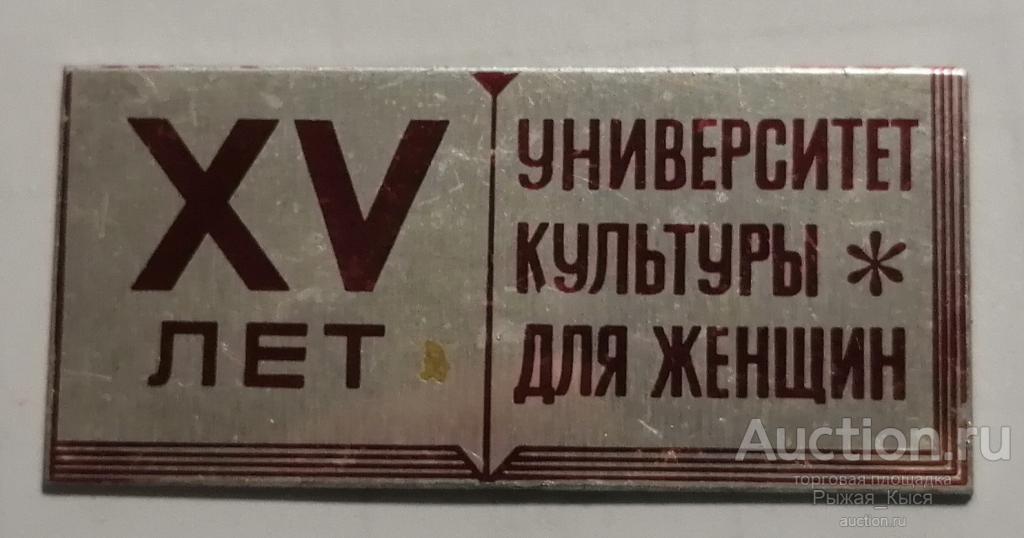 XV
ЛЕТ
УНИВЕРСИТЕТ
КУЛЬТУРЫ *
ДЛЯ ЖЕНЩИН
Auction.ru
торговая площадка
Рыжая_Кыся
auction.ru